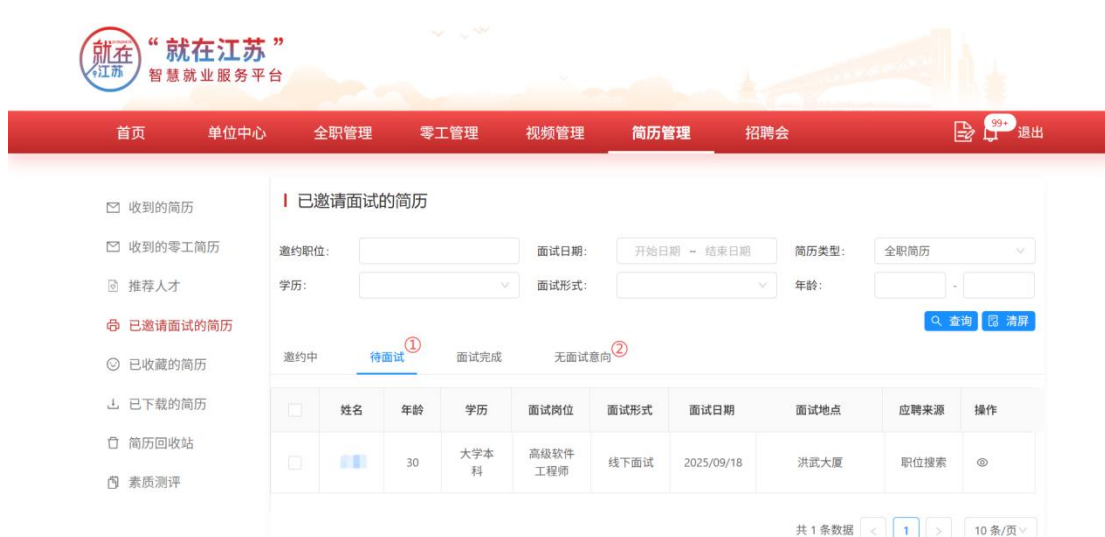 就在
江苏
“就在江苏”
智慧就业服务平台
首页 单位中心 全职管理 零工管理 视频管理 简历管理 招聘会 99+ 退出
收到的简历
收到的零工简历
推荐人才
已邀请面试的简历
已收藏的简历
已下载的简历
简历回收站
素质测评
已邀请面试的简历
邀约职位: 面试日期: 开始日期 ~ 结束日期 简历类型: 全职简历
学历: 面试形式: 年龄: -
查询 清屏
邀约中 待面试 ① 面试完成 无面试意向 ②
姓名 年龄 学历 面试岗位 面试形式 面试日期 面试地点 应聘来源 操作
30 大学本科 高级软件工程师 线下面试 2025/09/18 洪武大厦 职位搜索
共 1 条数据 < 1 > 10 条/页